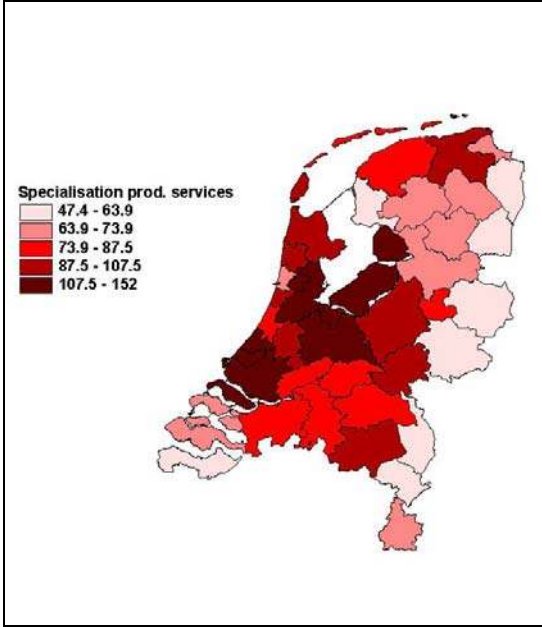 Specialisation prod. services
47.4 - 63.9
63.9 - 73.9
73.9 - 87.5
87.5 - 107.5
107.5 - 152